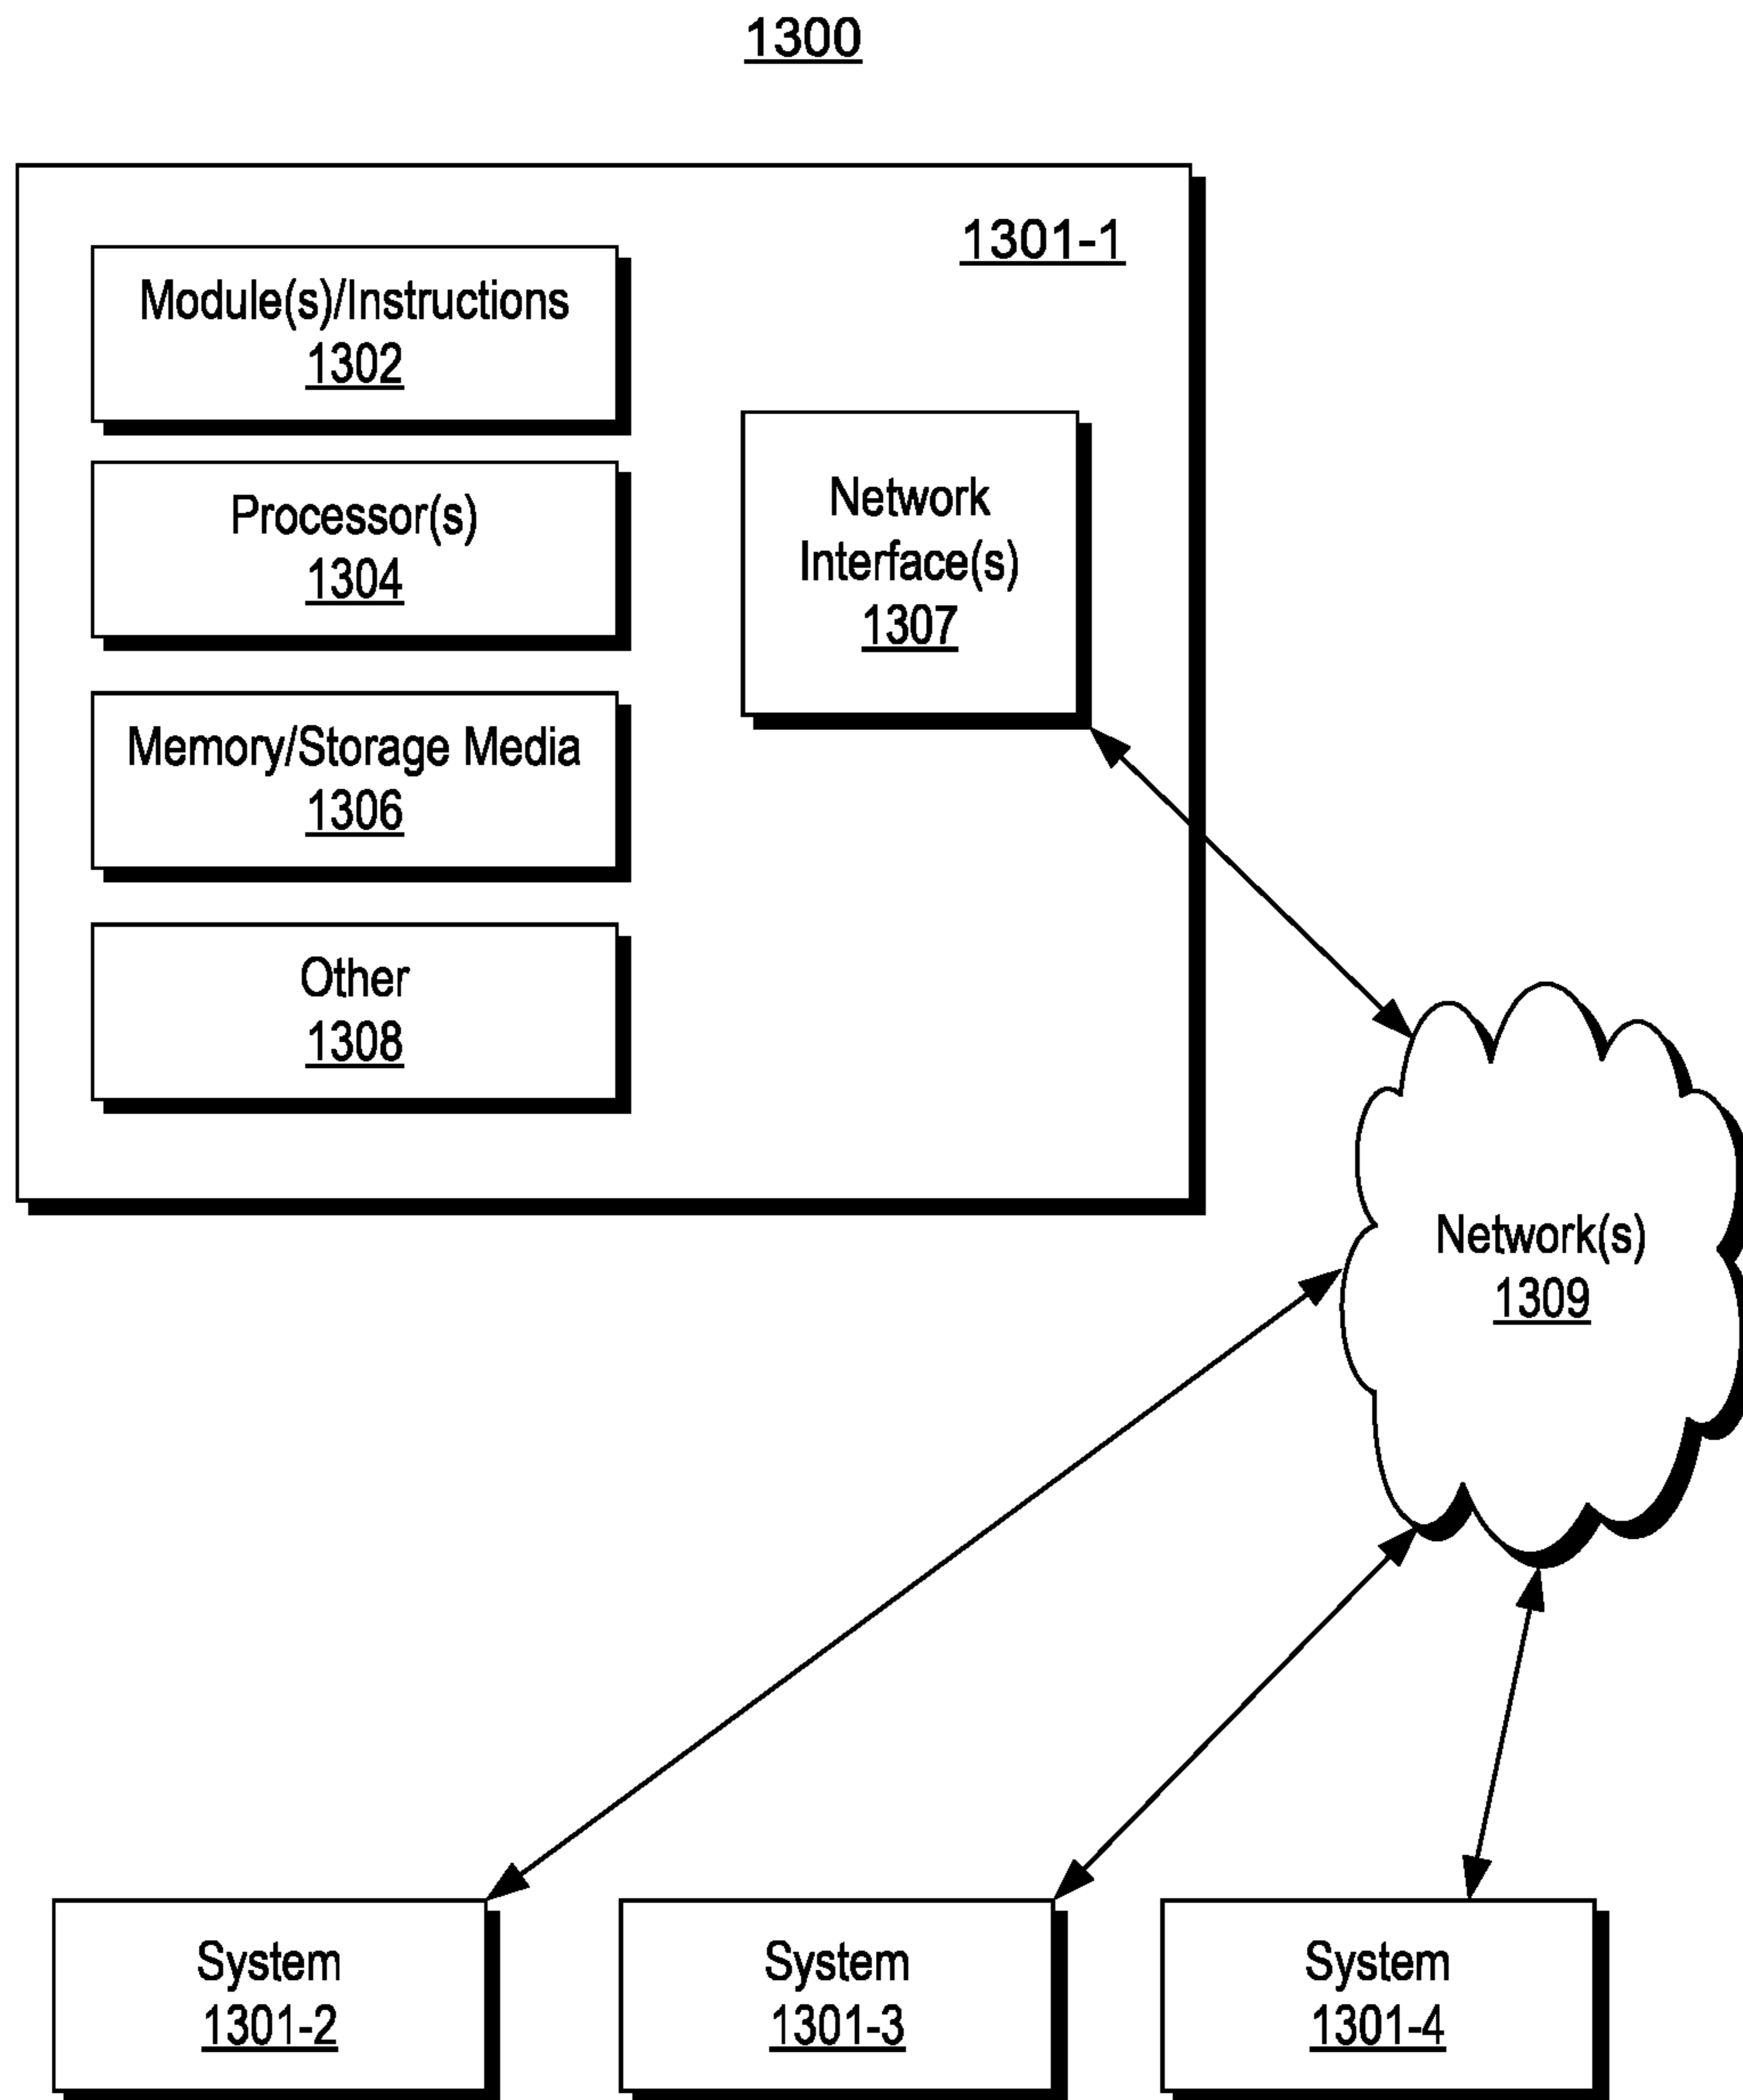 1300
1301-1
Module(s)/Instructions
1302
Processor(s)
1304
Network
Interface(s)
1307
Memory/Storage Media
1306
Other
1308
Network(s)
1309
System
1301-2
System
1301-3
System
1301-4